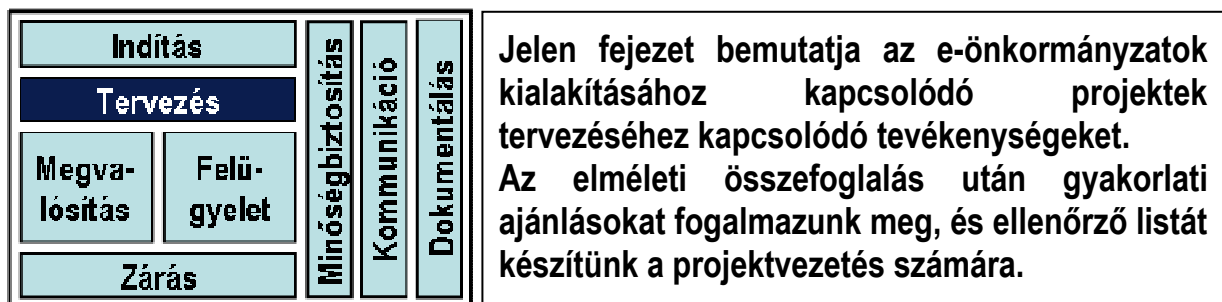 Indítás
Tervezés
Megva-
lósítás
Felü-
gyelet
Zárás
Minőségbiztosítás
Kommunikáció
Dokumentálás
Jelen fejezet bemutatja az e-önkormányzatok
kialakításához kapcsolódó projektek
tervezéséhez kapcsolódó tevékenységeket.
Az elméleti összefoglalás után gyakorlati
ajánlásokat fogalmazunk meg, és ellenőrző listát
készítünk a projektvezetés számára.